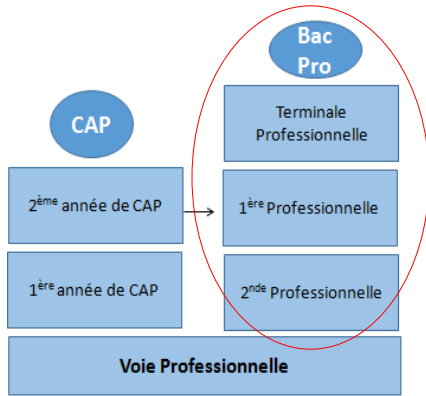 Bac
Pro
CAP
Terminale
Professionnelle
2ème année de CAP
1ère Professionnelle
1ère année de CAP
2nde Professionnelle
Voie Professionnelle